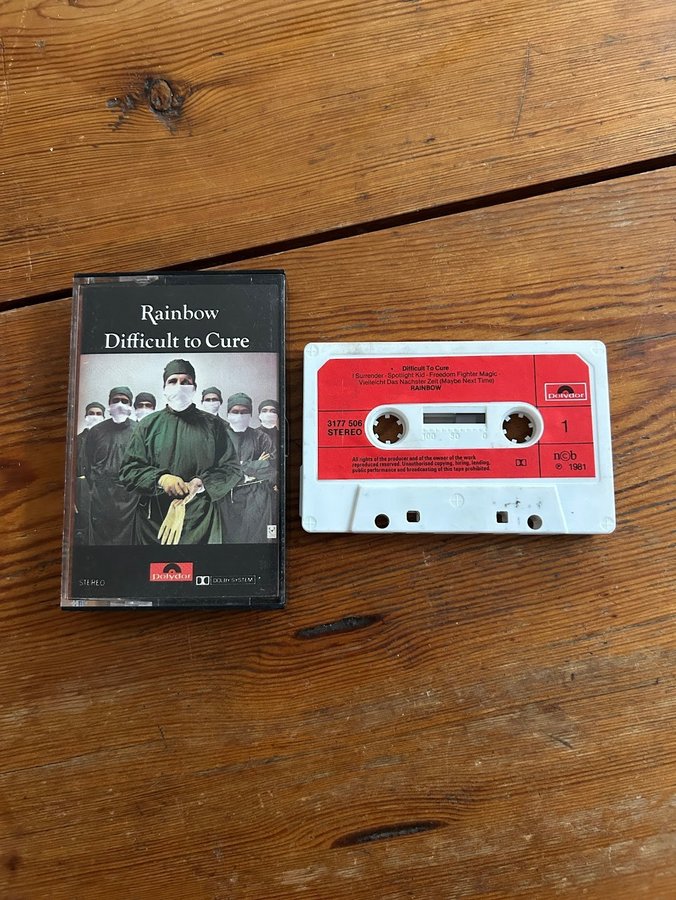 Rainbow
Difficult to Cure
STEREO
Polydor
DOLBY SYSTEM
Difficult To Cure
I Surrender - Spotlight Kid - Freedom Fighter Magic -
Vielleicht Das Nachster Zeit (Maybe Next Time)
RAINBOW
3177 506
STEREO
Polydor
1
100 50 0
All rights of the producer and of the owner of the work
reproduced reserved. Unauthorised copying, hiring, lending,
public performance and broadcasting of this tape prohibited.
n©b
℗ 1981